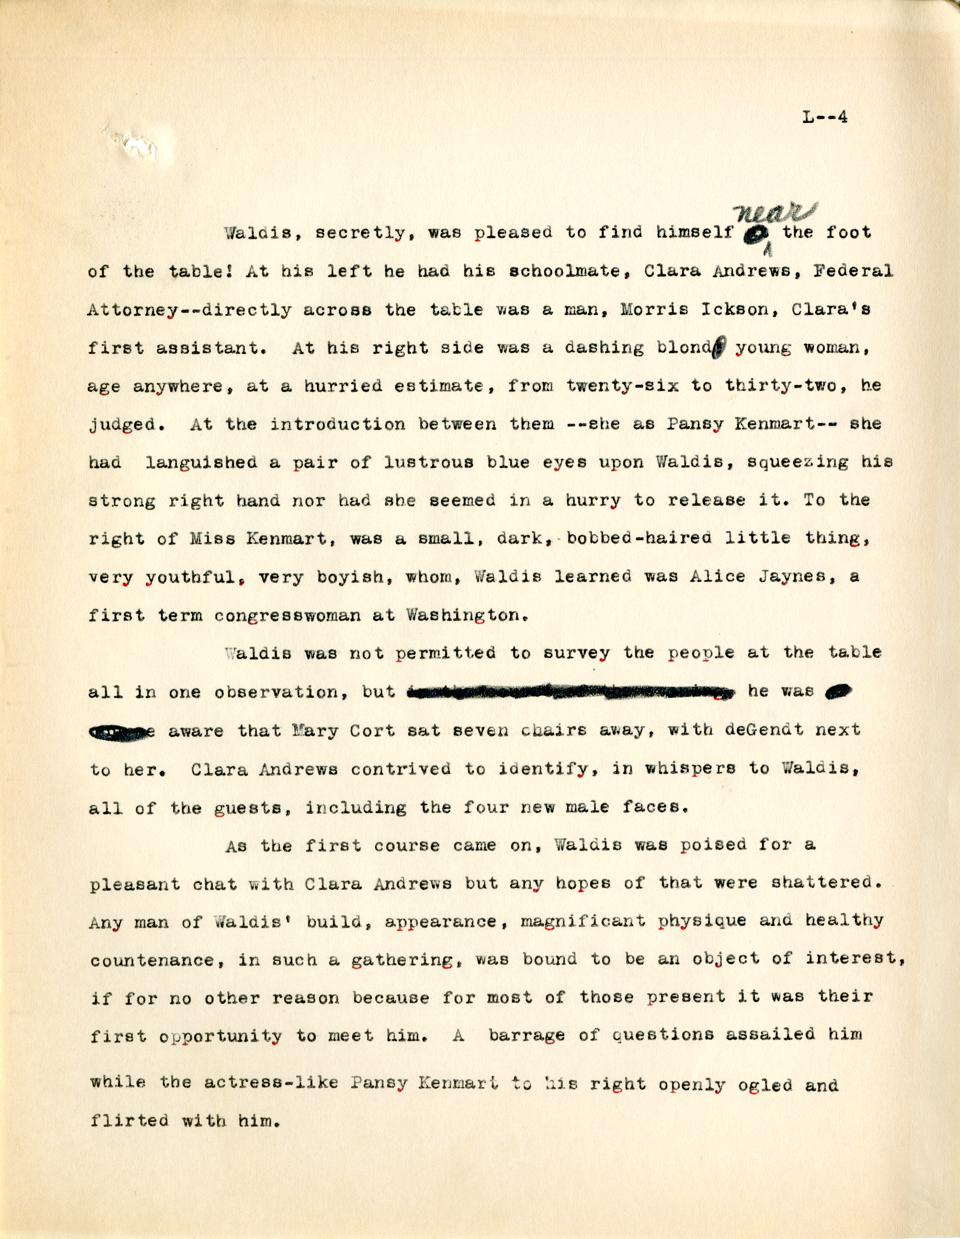 L--4
near
Waldis, secretly, was pleased to find himself the foot
of the table! At his left he had his schoolmate, Clara Andrews, Federal
Attorney--directly across the table was a man, Morris Ickson, Clara's
first assistant. At his right side was a dashing blond young woman,
age anywhere, at a hurried estimate, from twenty-six to thirty-two, he
judged. At the introduction between them --she as Pansy Kenmart-- she
had languished a pair of lustrous blue eyes upon Waldis, squeezing his
strong right hand nor had she seemed in a hurry to release it. To the
right of Miss Kenmart, was a small, dark, bobbed-haired little thing,
very youthful, very boyish, whom, Waldis learned was Alice Jaynes, a
first term congresswoman at Washington.
Waldis was not permitted to survey the people at the table
all in one observation, but he was
aware that Mary Cort sat seven chairs away, with deGendt next
to her. Clara Andrews contrived to identify, in whispers to Waldis,
all of the guests, including the four new male faces.
As the first course came on, Waldis was poised for a
pleasant chat with Clara Andrews but any hopes of that were shattered.
Any man of Waldis' build, appearance, magnificant physique and healthy
countenance, in such a gathering, was bound to be an object of interest,
if for no other reason because for most of those present it was their
first opportunity to meet him. A barrage of questions assailed him
while the actress-like Pansy Kenmart to his right openly ogled and
flirted with him.